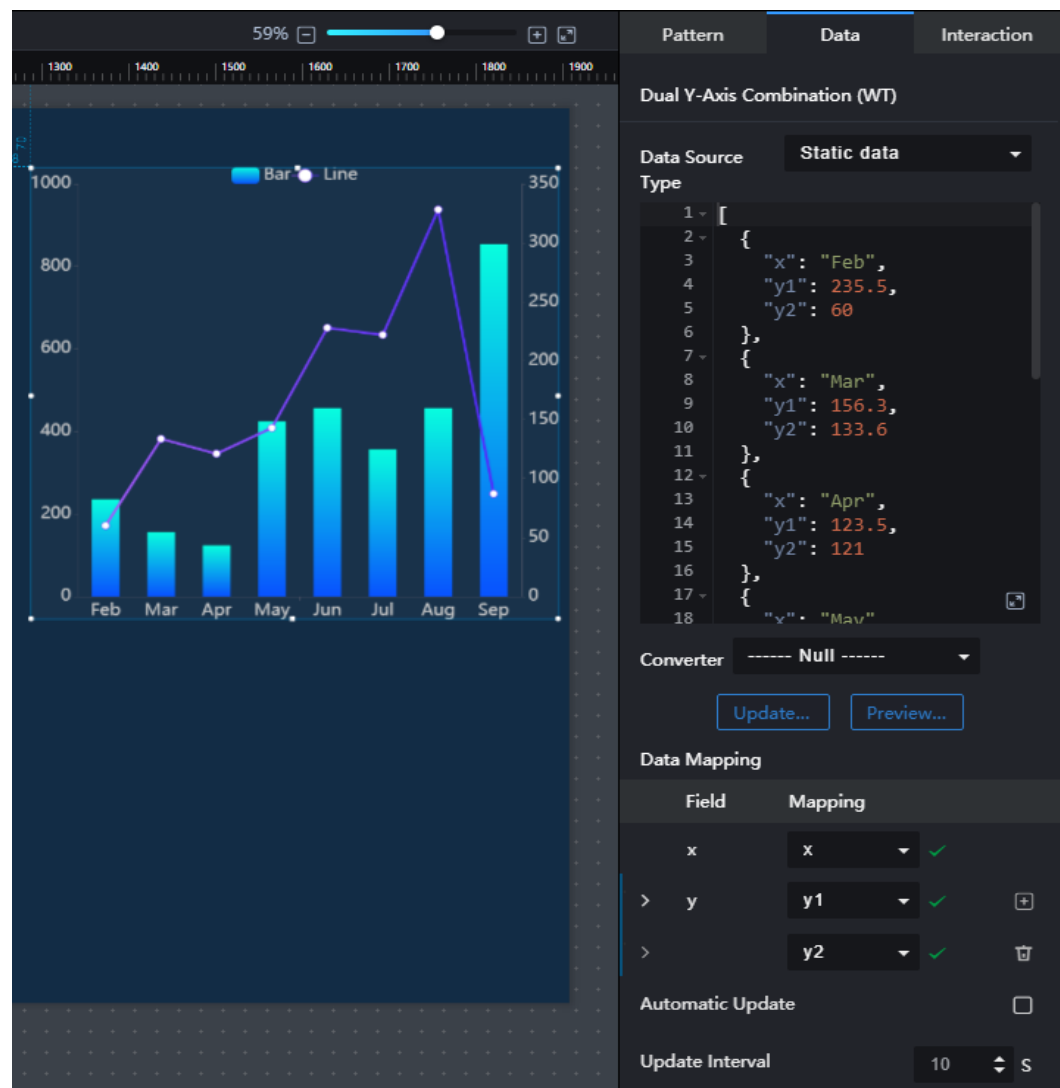 59%
Pattern Data Interaction
1300 1400 1500 1600 1700 1800 1900
Dual Y-Axis Combination (WT)
70
Data Source Type
Static data
Bar Line
1000
800
600
400
200
0
350
300
250
200
150
100
50
0
Feb Mar Apr May Jun Jul Aug Sep
1 [
2 {
3 "x": "Feb",
4 "y1": 235.5,
5 "y2": 60
6 },
7 {
8 "x": "Mar",
9 "y1": 156.3,
10 "y2": 133.6
11 },
12 {
13 "x": "Apr",
14 "y1": 123.5,
15 "y2": 121
16 },
17 {
18 "x": "May"
Converter ------ Null ------
Update... Preview...
Data Mapping
Field Mapping
x x
y y1
y2
Automatic Update
Update Interval 10 S